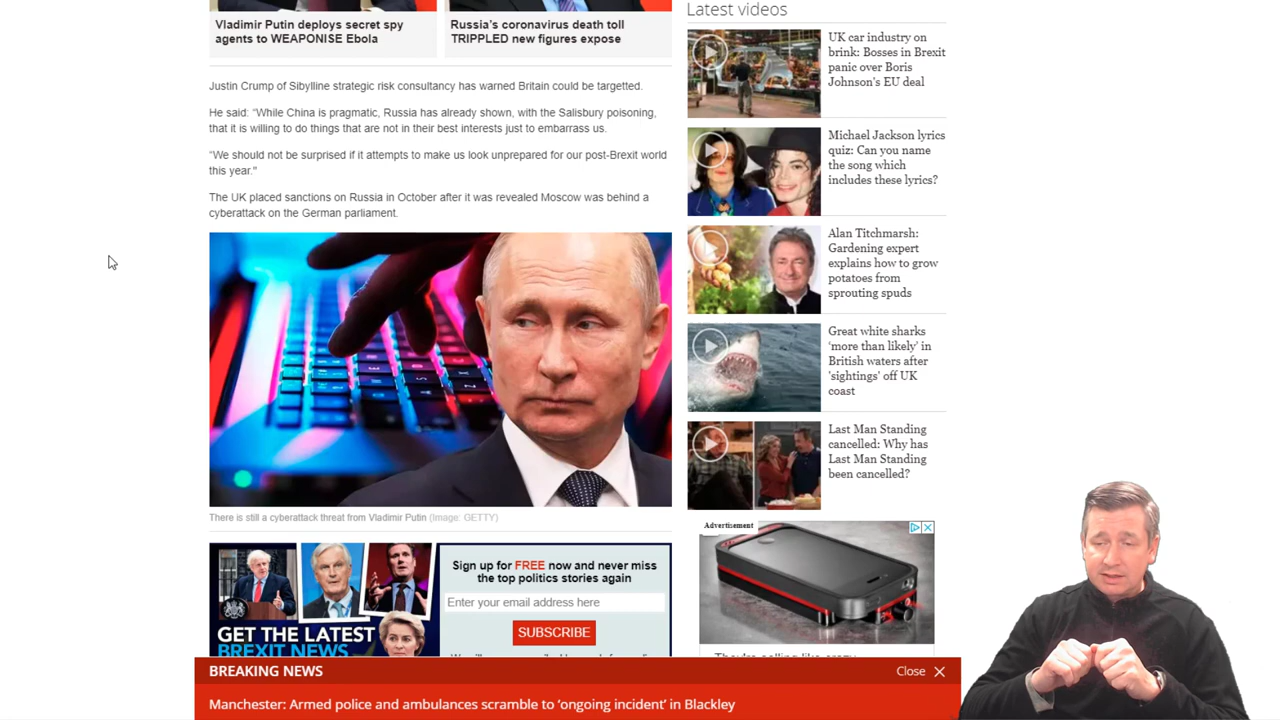 Vladimir Putin deploys secret spy
agents to WEAPONISE Ebola
Russia's coronavirus death toll
TRIPPLED new figures expose
Justin Crump of Sibylline strategic risk consultancy has warned Britain could be targetted.
He said: “While China is pragmatic, Russia has already shown, with the Salisbury poisoning,
that it is willing to do things that are not in their best interests just to embarrass us.
“We should not be surprised if it attempts to make us look unprepared for our post-Brexit world
this year."
The UK placed sanctions on Russia in October after it was revealed Moscow was behind a
cyberattack on the German parliament.
There is still a cyberattack threat from Vladimir Putin (Image: GETTY)
GET THE LATEST
BREXIT NEWS
Sign up for FREE now and never miss
the top politics stories again
Enter your email address here
SUBSCRIBE
Latest videos
UK car industry on
brink: Bosses in Brexit
panic over Boris
Johnson's EU deal
Michael Jackson lyrics
quiz: Can you name
the song which
includes these lyrics?
Alan Titchmarsh:
Gardening expert
explains how to grow
potatoes from
sprouting spuds
Great white sharks
‘more than likely’ in
British waters after
'sightings' off UK
coast
Last Man Standing
cancelled: Why has
Last Man Standing
been cancelled?
Advertisement
BREAKING NEWS
Close
Manchester: Armed police and ambulances scramble to ‘ongoing incident’ in Blackley